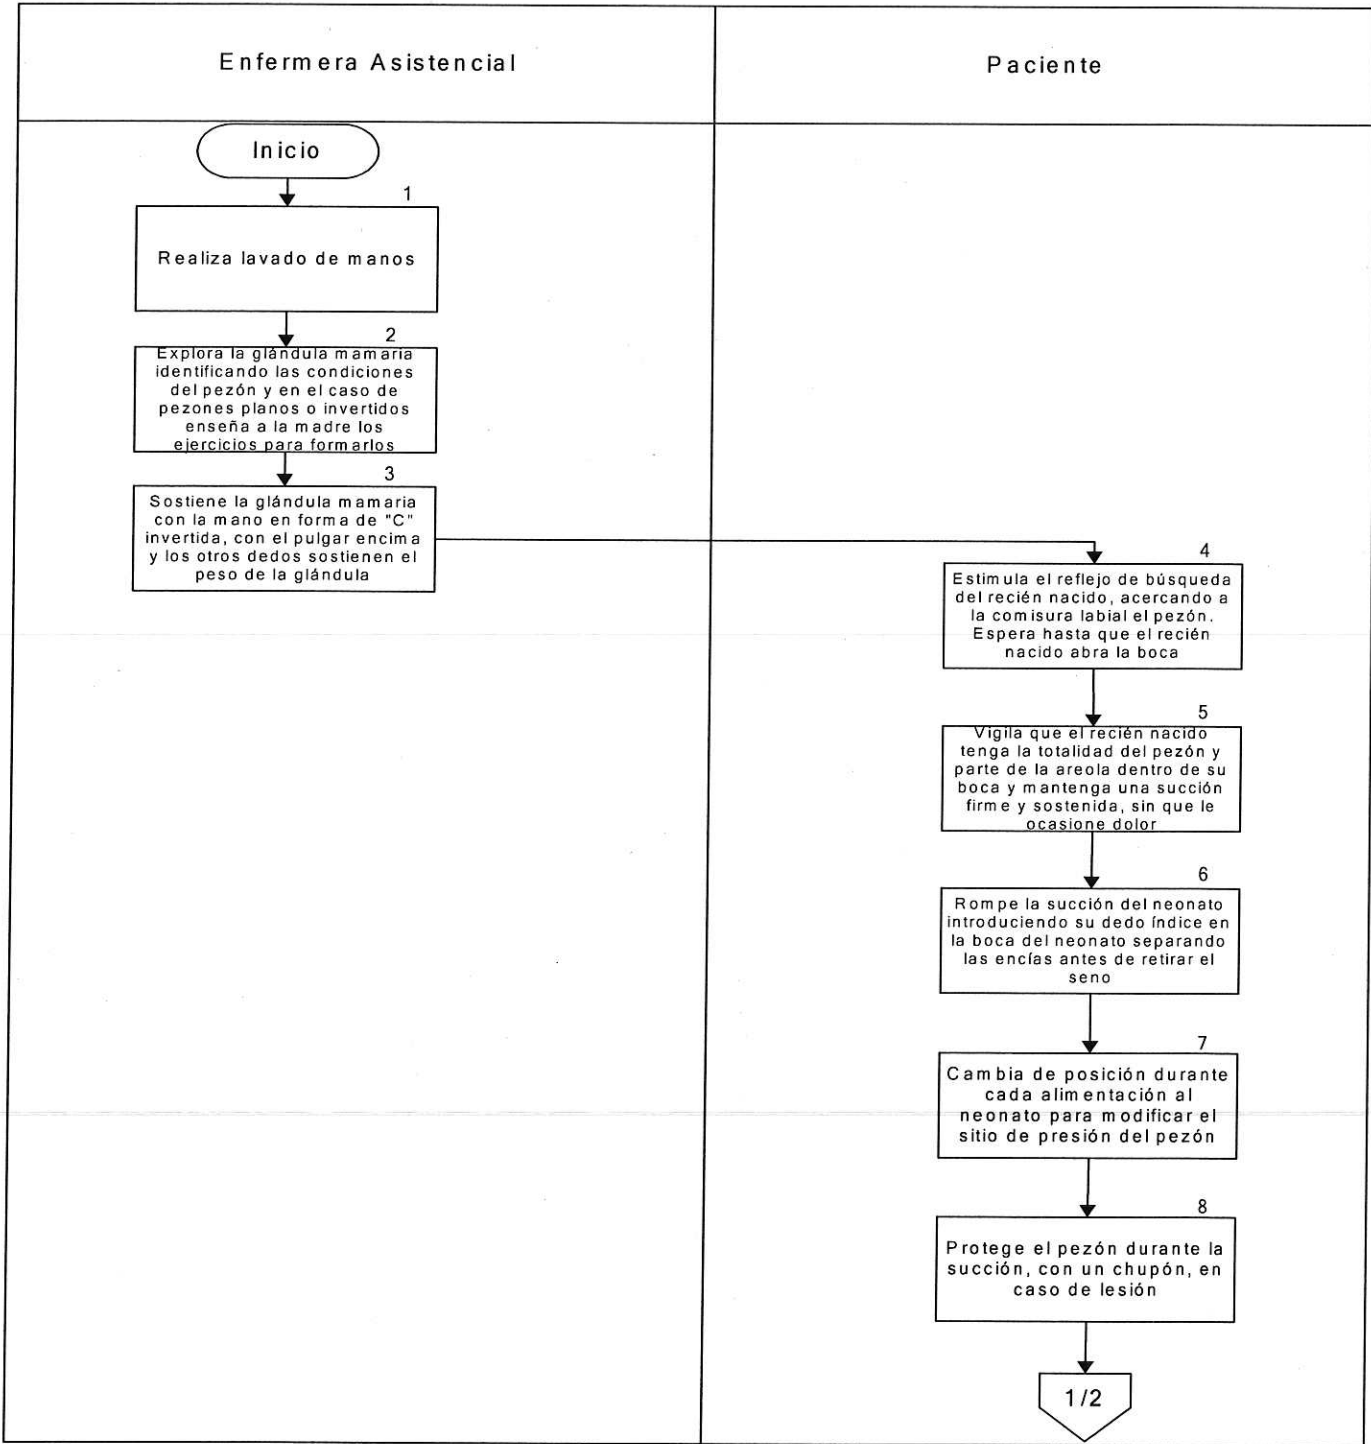 Enfermera Asistencial
Paciente
Inicio
1
Realiza lavado de manos
2
Explora la glándula mamaria
identificando las condiciones
del pezón y en el caso de
pezones planos o invertidos
enseña a la madre los
ejercicios para formarlos
3
Sostiene la glándula mamaria
con la mano en forma de "C"
invertida, con el pulgar encima
y los otros dedos sostienen el
peso de la glándula
4
Estimula el reflejo de búsqueda
del recién nacido, acercando a
la comisura labial el pezón.
Espera hasta que el recién
nacido abra la boca
5
Vigila que el recién nacido
tenga la totalidad del pezón y
parte de la areola dentro de su
boca y mantenga una succión
firme y sostenida, sin que le
ocasione dolor
6
Rompe la succión del neonato
introduciendo su dedo índice en
la boca del neonato separando
las encías antes de retirar el
seno
7
Cambia de posición durante
cada alimentación al
neonato para modificar el
sitio de presión del pezón
8
Protege el pezón durante la
succión, con un chupón, en
caso de lesión
1/2